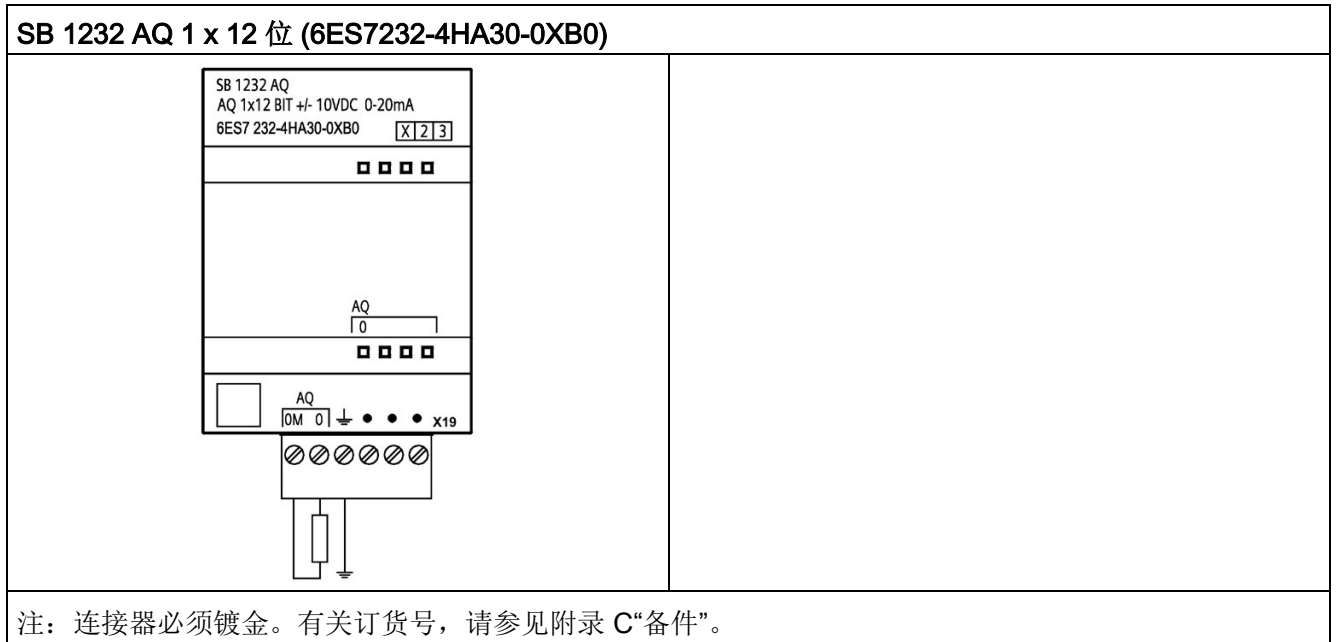 SB 1232 AQ 1 x 12 位 (6ES7232-4HA30-0XB0)
SB 1232 AQ
AQ 1x12 BIT +/- 10VDC 0-20mA
6ES7 232-4HA30-0XB0 X 2 3
AQ
0
AQ
0M 0 X19
注：连接器必须镀金。有关订货号，请参见附录 C“备件”。